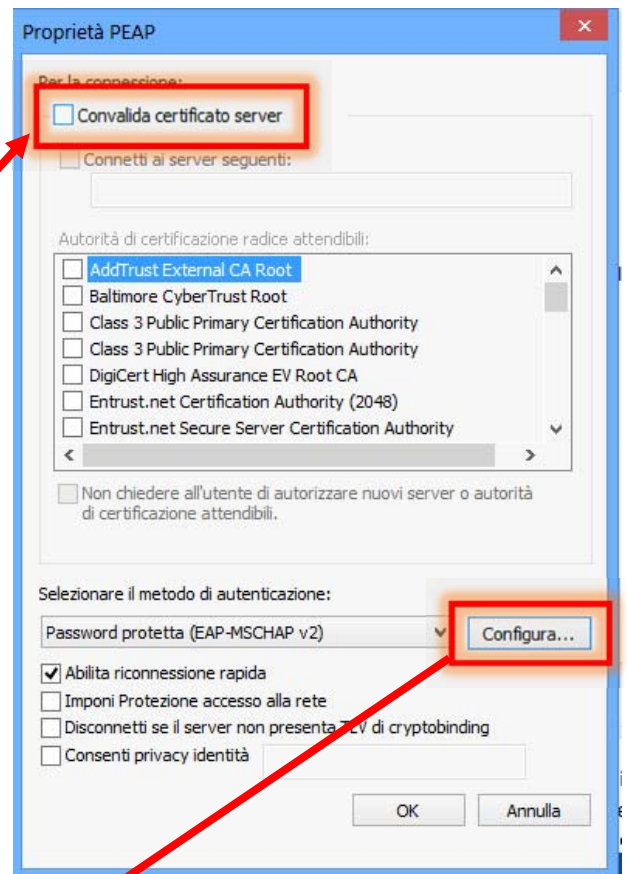 Proprietà PEAP
Per la connessione:
Convalida certificato server
Connetti ai server seguenti:
Autorità di certificazione radice attendibili:
AddTrust External CA Root
Baltimore CyberTrust Root
Class 3 Public Primary Certification Authority
Class 3 Public Primary Certification Authority
DigiCert High Assurance EV Root CA
Entrust.net Certification Authority (2048)
Entrust.net Secure Server Certification Authority
Non chiedere all'utente di autorizzare nuovi server o autorità
di certificazione attendibili.
Selezionare il metodo di autenticazione:
Password protetta (EAP-MSCHAP v2)
Configura...
Abilita riconnessione rapida
Imponi Protezione accesso alla rete
Disconnetti se il server non presenta TLV di cryptobinding
Consenti privacy identità
OK
Annulla